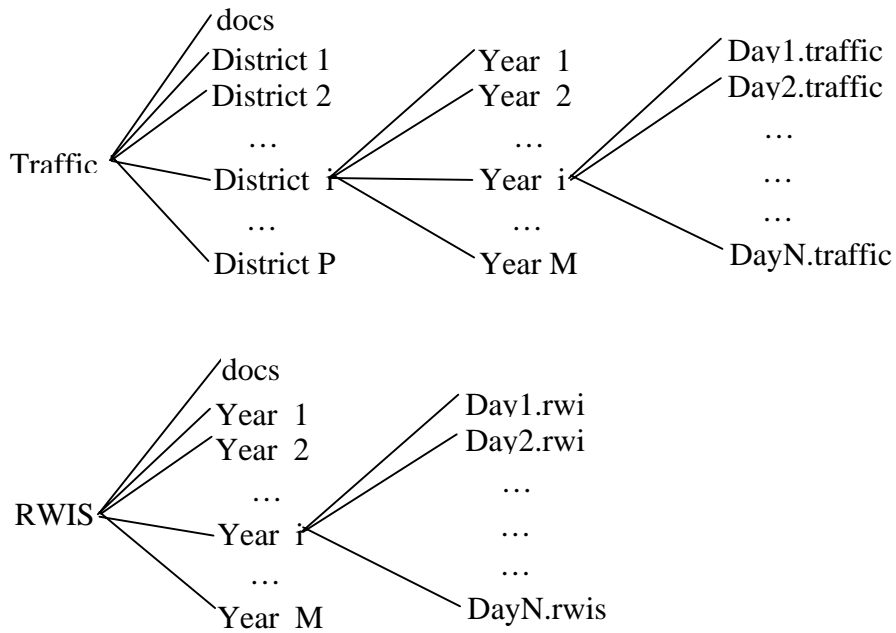 docs
District 1
District 2
…
District i
…
District P
Traffic
Year 1
Year 2
…
Year i
…
Year M
Day1.traffic
Day2.traffic
…
…
…
DayN.traffic
docs
Year 1
Year 2
…
Year i
…
Year M
RWIS
Day1.rwi
Day2.rwi
…
…
…
DayN.rwis